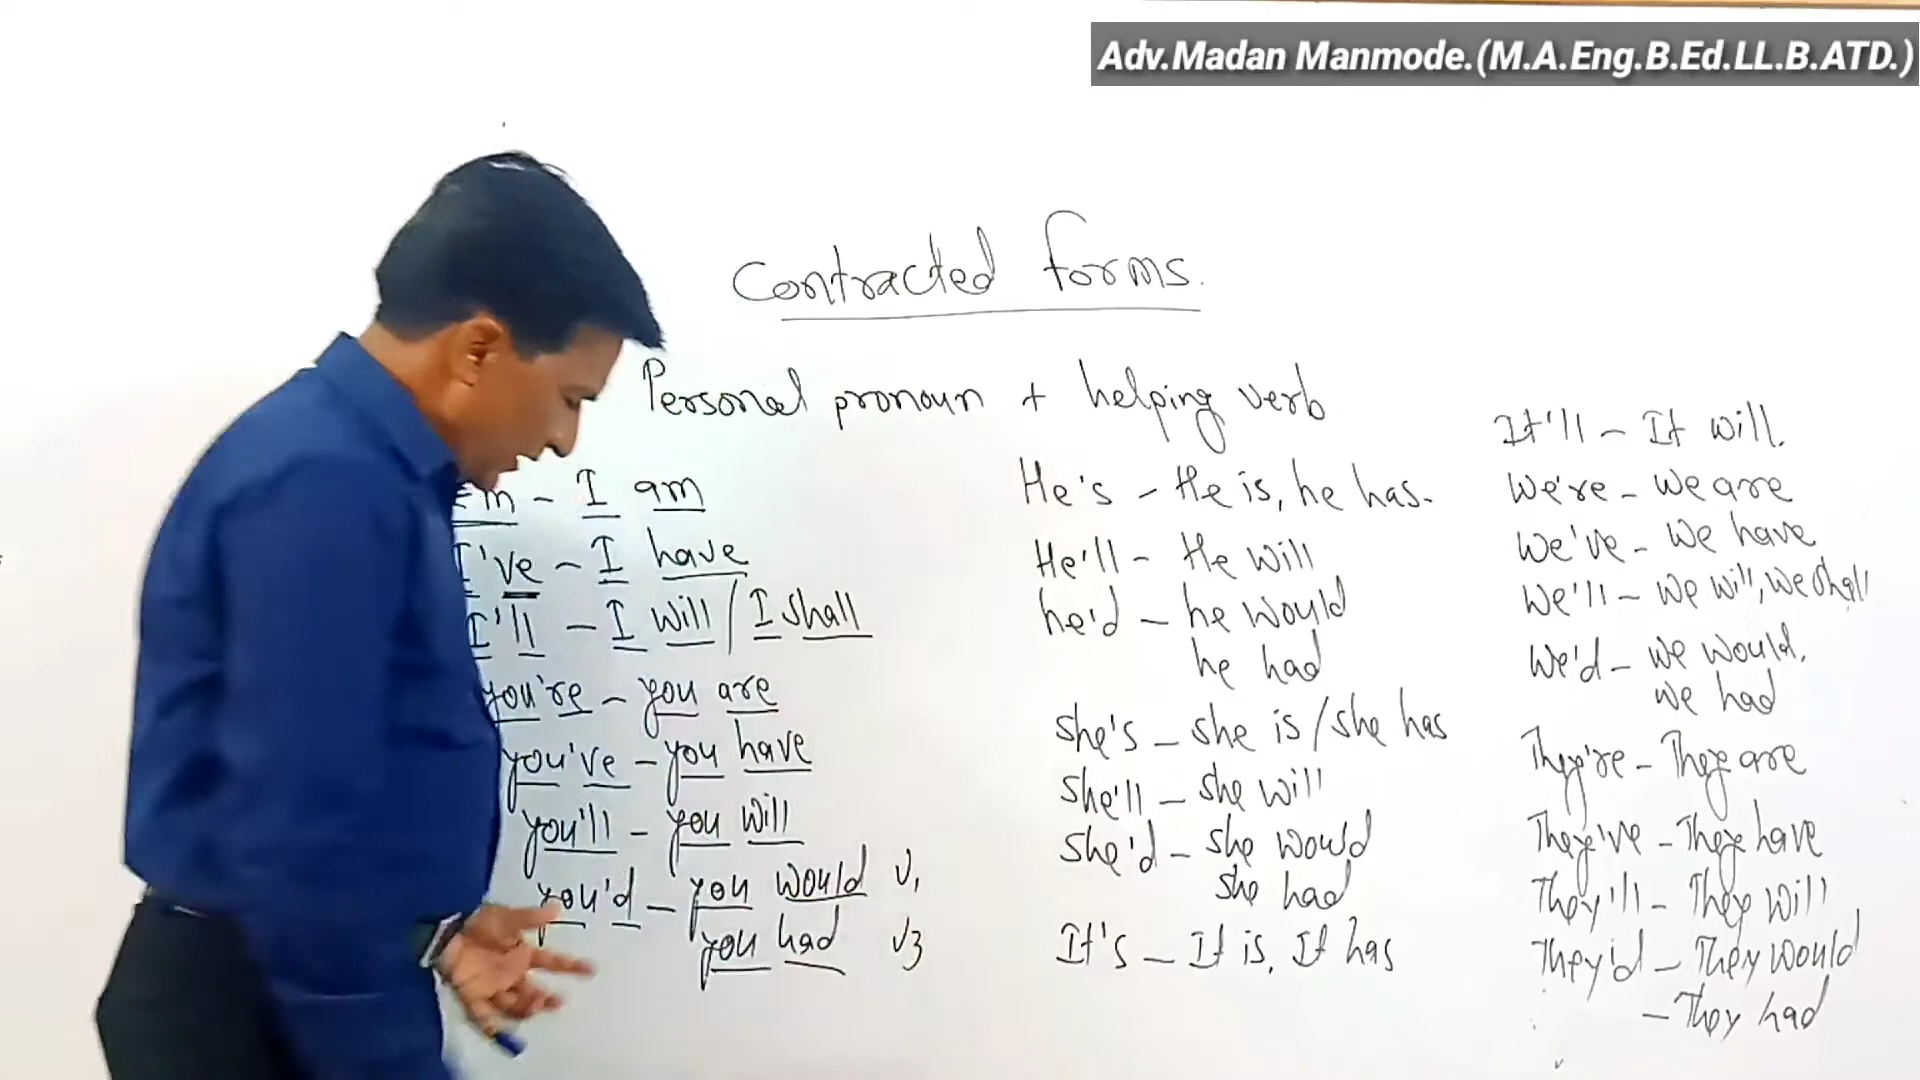 Adv.Madan Manmode.(M.A.Eng.B.Ed.LL.B.ATD.)
Contracted forms.
Personal pronoun + helping verb
'm - I am
I've - I have
I'll - I will / I shall
you're - you are
you've - you have
you'll - you will
you'd - you would V1
you had V3
He's - He is, he has.
He'll - He will
he'd - he would
he had
she's - she is / she has
she'll - she will
she'd - she would
she had
It's - It is, It has
It'll - It will.
We're - we are
we've - we have
we'll - we will, we shall
we'd - we would,
we had
They're - They are
They've - They have
They'll - They will
They'd - They would
- They had